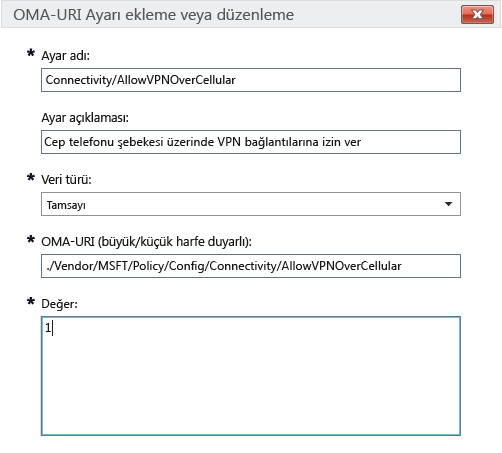 OMA-URI Ayarı ekleme veya düzenleme
* Ayar adı:
Connectivity/AllowVPNOverCellular
Ayar açıklaması:
Cep telefonu şebekesi üzerinde VPN bağlantılarına izin ver
* Veri türü:
Tamsayı
* OMA-URI (büyük/küçük harfe duyarlı):
./Vendor/MSFT/Policy/Config/Connectivity/AllowVPNOverCellular
* Değer:
1